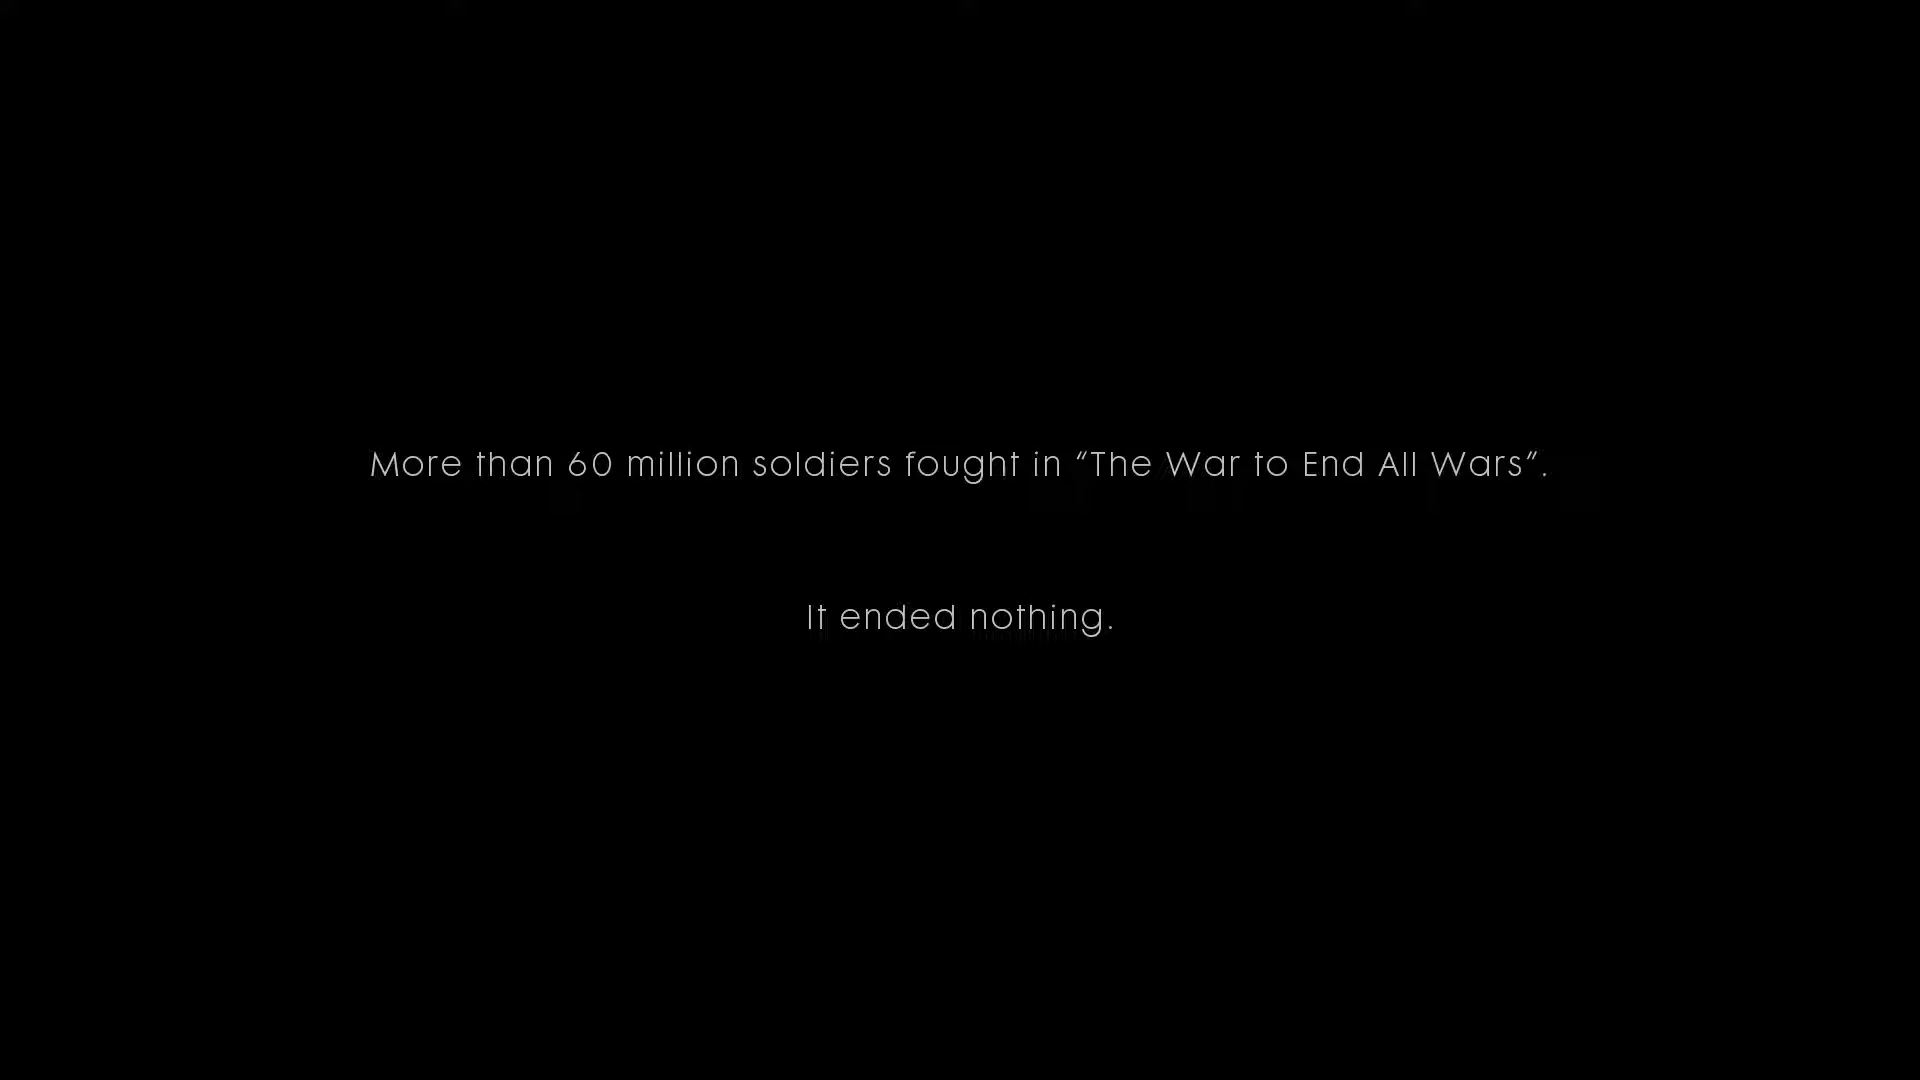 More than 60 million soldiers fought in “The War to End All Wars”.
It ended nothing.